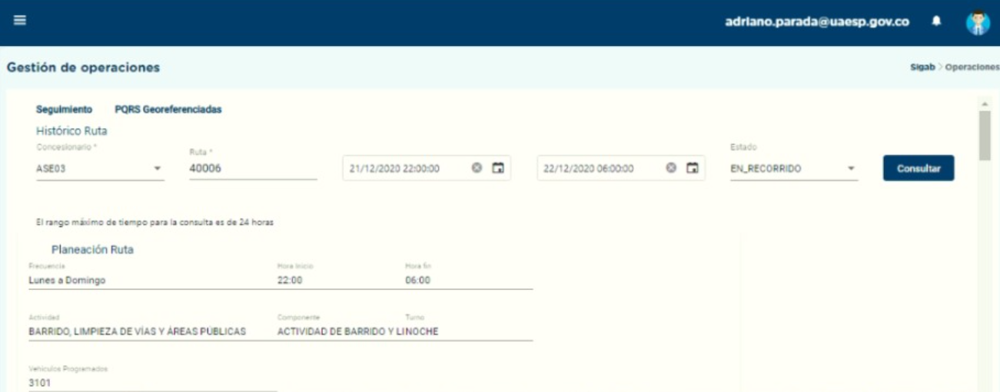 adriano.parada@uaesp.gov.co
Gestión de operaciones
Sigab > Operaciones
Seguimiento PQRS Georeferenciadas
Histórico Ruta
Concesionario * Ruta * Estado
ASE03 40006 21/12/2020 22:00:00 22/12/2020 06:00:00 EN_RECORRIDO Consultar
El rango máximo de tiempo para la consulta es de 24 horas
Planeación Ruta
Frecuencia Hora Inicio Hora fin
Lunes a Domingo 22:00 06:00
Actividad Componente Turno
BARRIDO, LIMPIEZA DE VÍAS Y ÁREAS PÚBLICAS ACTIVIDAD DE BARRIDO Y LINOCHE
Vehículos Programados
3101